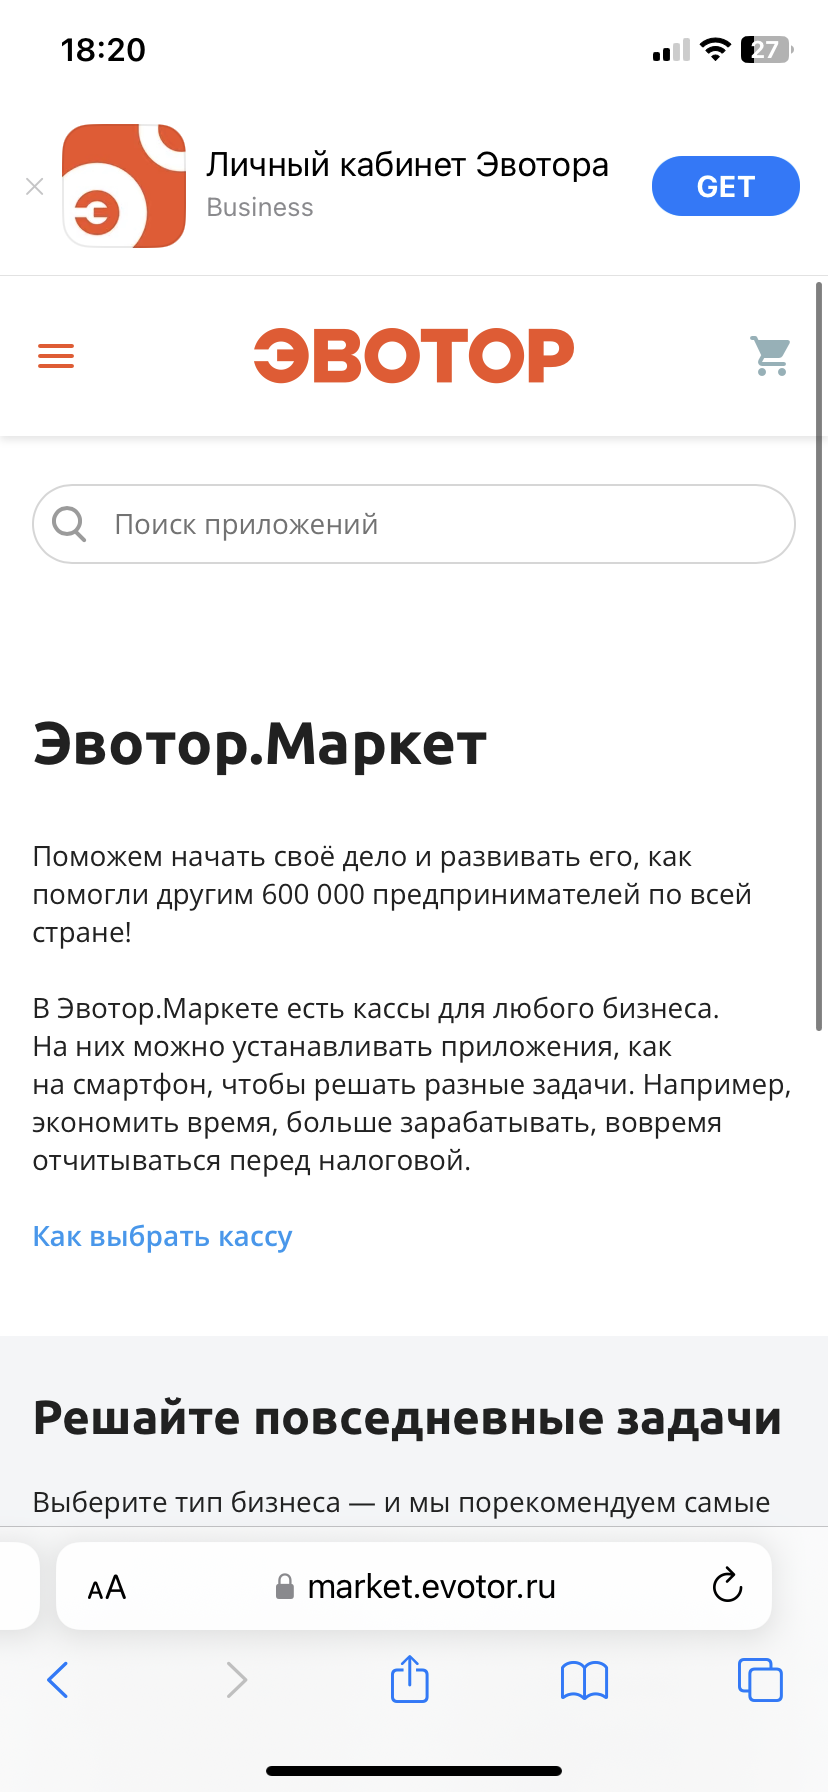 18:20
27
Личный кабинет Эвотора
Business
GET
ЭВОТОР
Поиск приложений
Эвотор.Маркет
Поможем начать своё дело и развивать его, как
помогли другим 600 000 предпринимателей по всей
стране!
В Эвотор.Маркете есть кассы для любого бизнеса.
На них можно устанавливать приложения, как
на смартфон, чтобы решать разные задачи. Например,
экономить время, больше зарабатывать, вовремя
отчитываться перед налоговой.
Как выбрать кассу
Решайте повседневные задачи
Выберите тип бизнеса — и мы порекомендуем самые
AA
market.evotor.ru